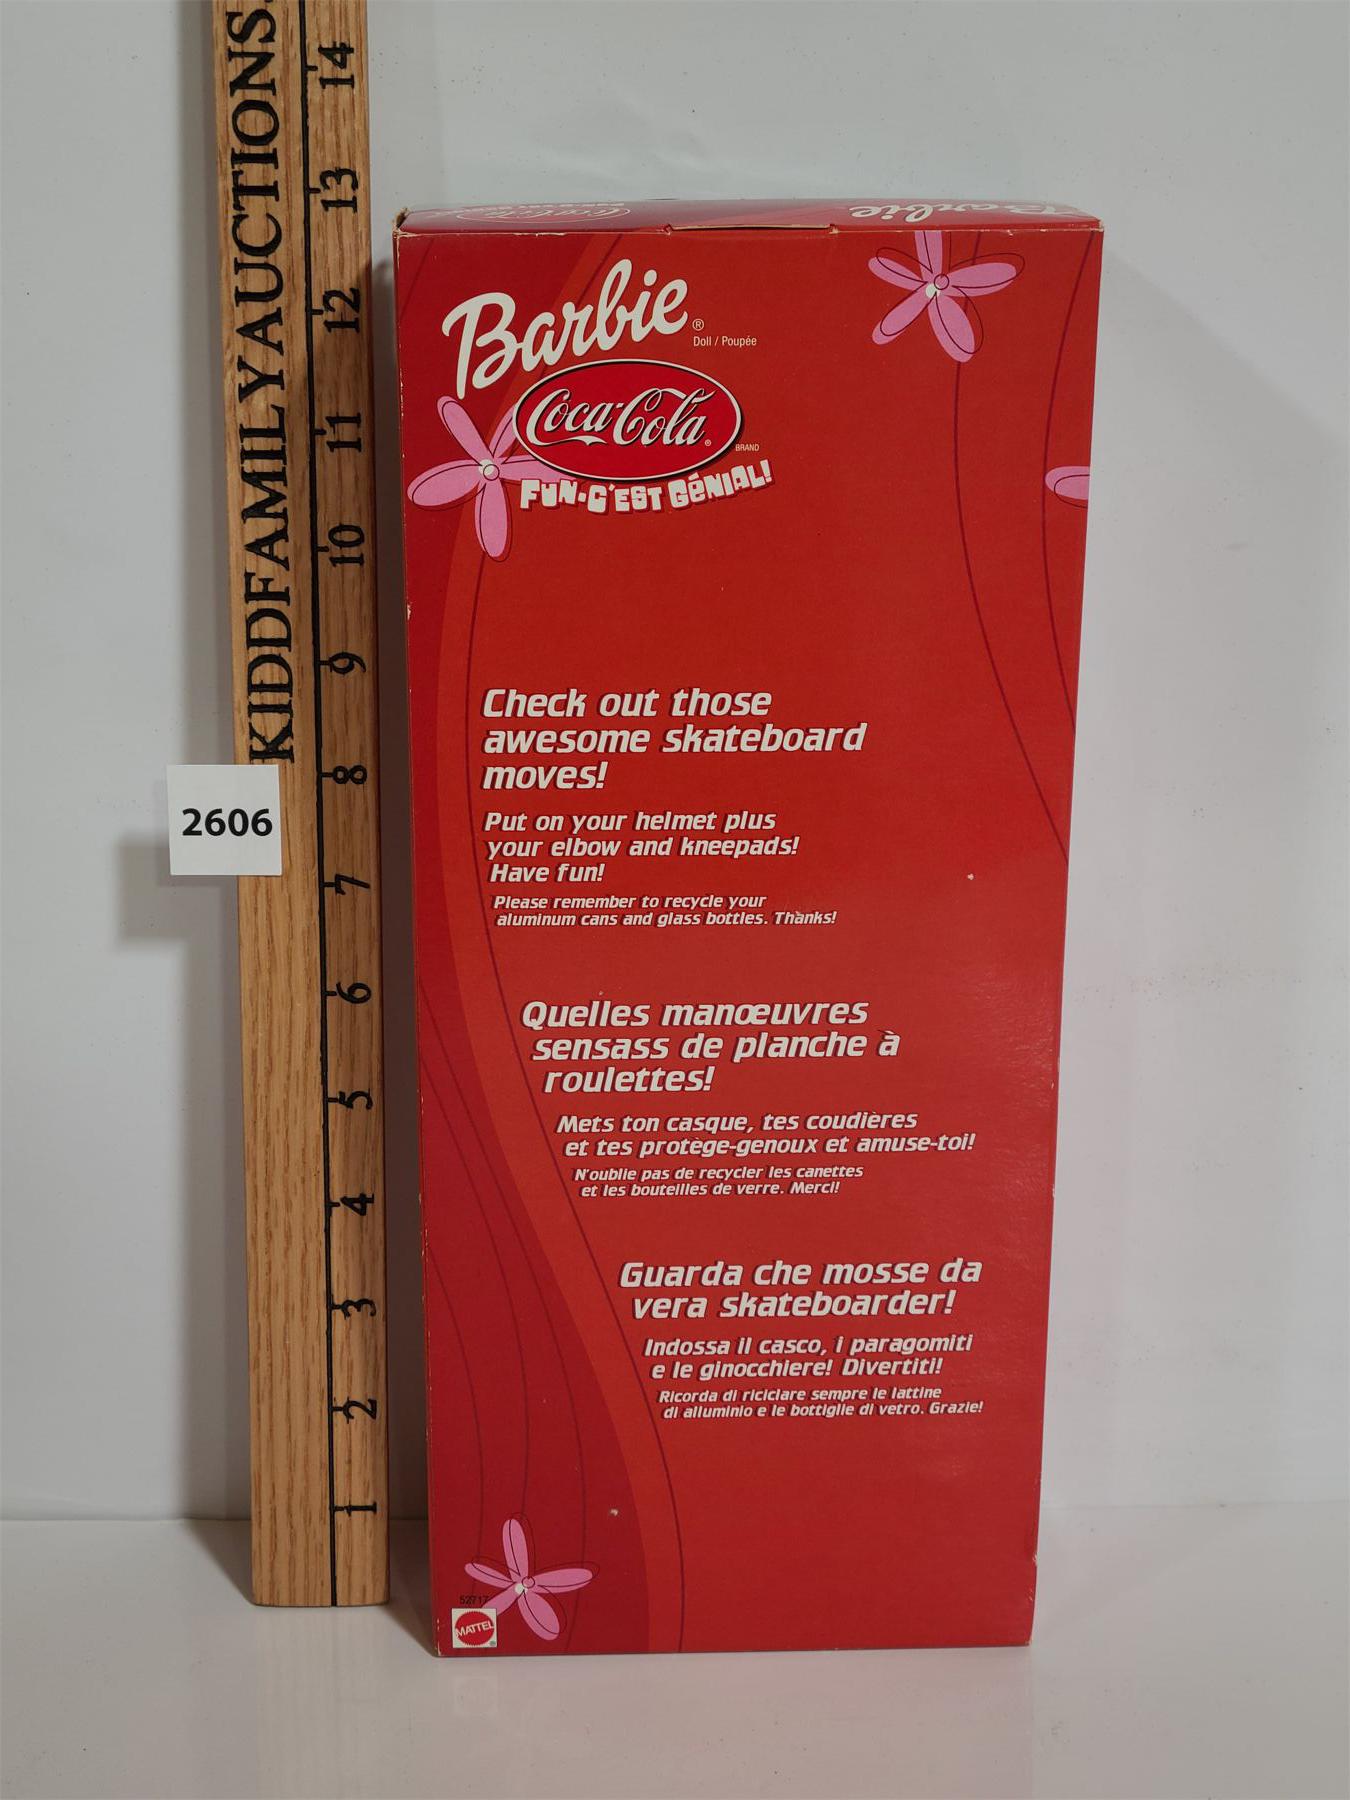 KIDDFAMILYAUCTIONS.
14
13
12
11
10
9
8
7
6
5
4
3
2
1
2606
Coca-Cola
Barbie
Barbie®
Doll / Poupée
Coca-Cola®
BRAND
FUN•C'EST GÉNIAL!
Check out those
awesome skateboard
moves!
Put on your helmet plus
your elbow and kneepads!
Have fun!
Please remember to recycle your
aluminum cans and glass bottles. Thanks!
Quelles manœuvres
sensass de planche à
roulettes!
Mets ton casque, tes coudières
et tes protège-genoux et amuse-toi!
N'oublie pas de recycler les canettes
et les bouteilles de verre. Merci!
Guarda che mosse da
vera skateboarder!
Indossa il casco, i paragomiti
e le ginocchiere! Divertiti!
Ricorda di riciclare sempre le lattine
di alluminio e le bottiglie di vetro. Grazie!
52717
MATTEL®